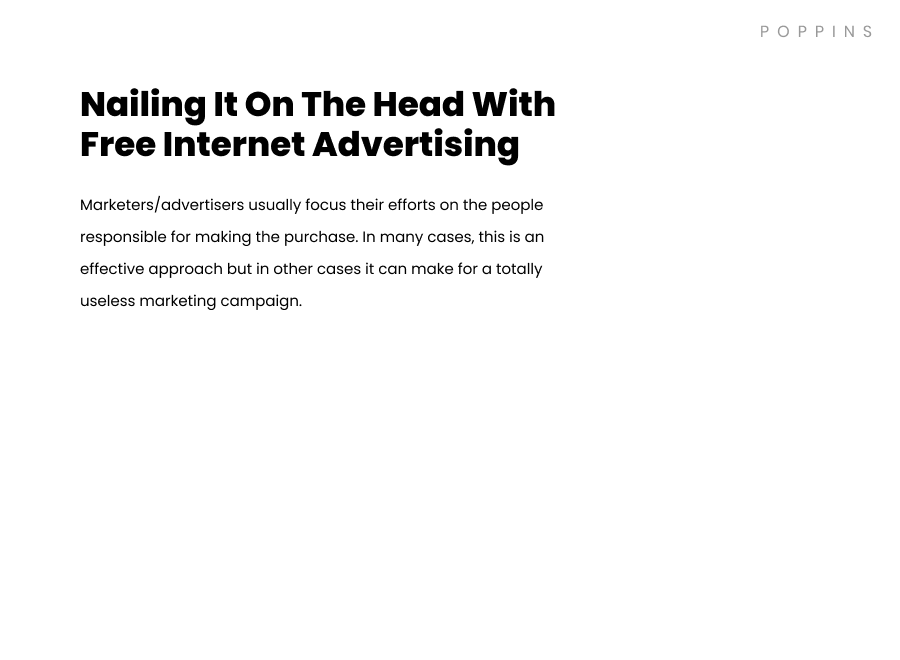 POPPINS
Nailing It On The Head With
Free Internet Advertising
Marketers/advertisers usually focus their efforts on the people
responsible for making the purchase. In many cases, this is an
effective approach but in other cases it can make for a totally
useless marketing campaign.